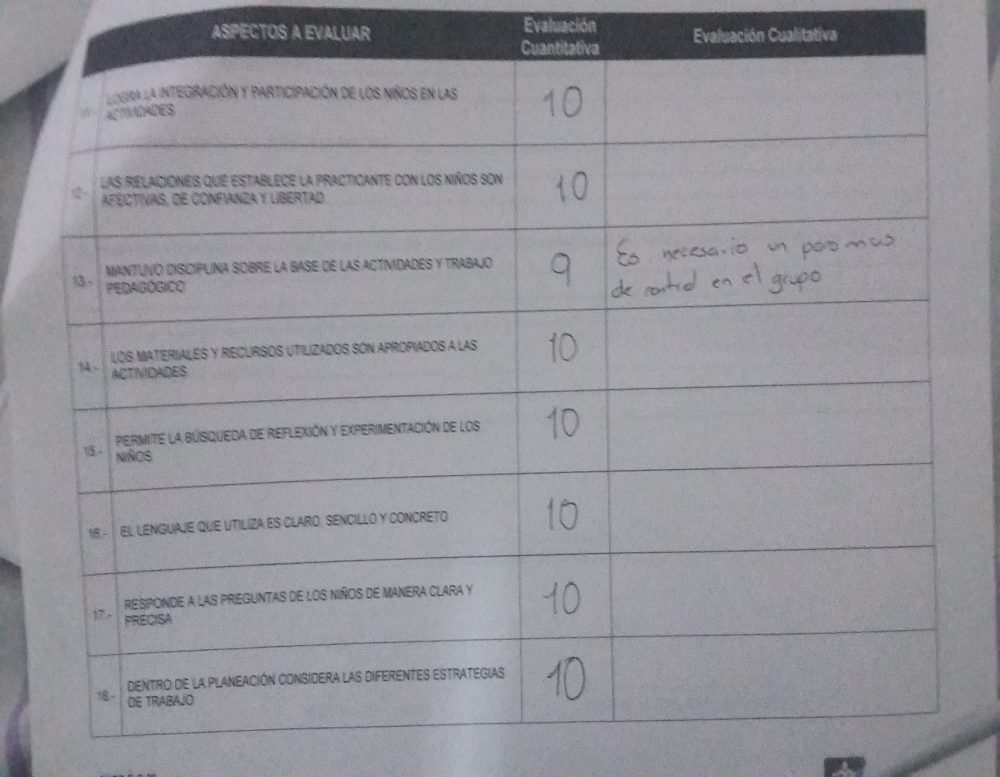 ASPECTOS A EVALUAR
Evaluación
Cuantitativa
Evaluación Cualitativa
LOGRA LA INTEGRACIÓN Y PARTICIPACIÓN DE LOS NIÑOS EN LAS
ACTIVIDADES
10
12.-
LAS RELACIONES QUE ESTABLECE LA PRACTICANTE CON LOS NIÑOS SON
AFECTIVAS, DE CONFIANZA Y LIBERTAD
10
13.-
MANTUVO DISCIPLINA SOBRE LA BASE DE LAS ACTIVIDADES Y TRABAJO
PEDAGÓGICO
9
Es necesario un poco mas
de control en el grupo
14.-
LOS MATERIALES Y RECURSOS UTILIZADOS SON APROPIADOS A LAS
ACTIVIDADES
10
15.-
PERMITE LA BÚSQUEDA DE REFLEXIÓN Y EXPERIMENTACIÓN DE LOS
NIÑOS
10
16.-
EL LENGUAJE QUE UTILIZA ES CLARO, SENCILLO Y CONCRETO
10
17.-
RESPONDE A LAS PREGUNTAS DE LOS NIÑOS DE MANERA CLARA Y
PRECISA
10
18.-
DENTRO DE LA PLANEACIÓN CONSIDERA LAS DIFERENTES ESTRATEGIAS
DE TRABAJO
10